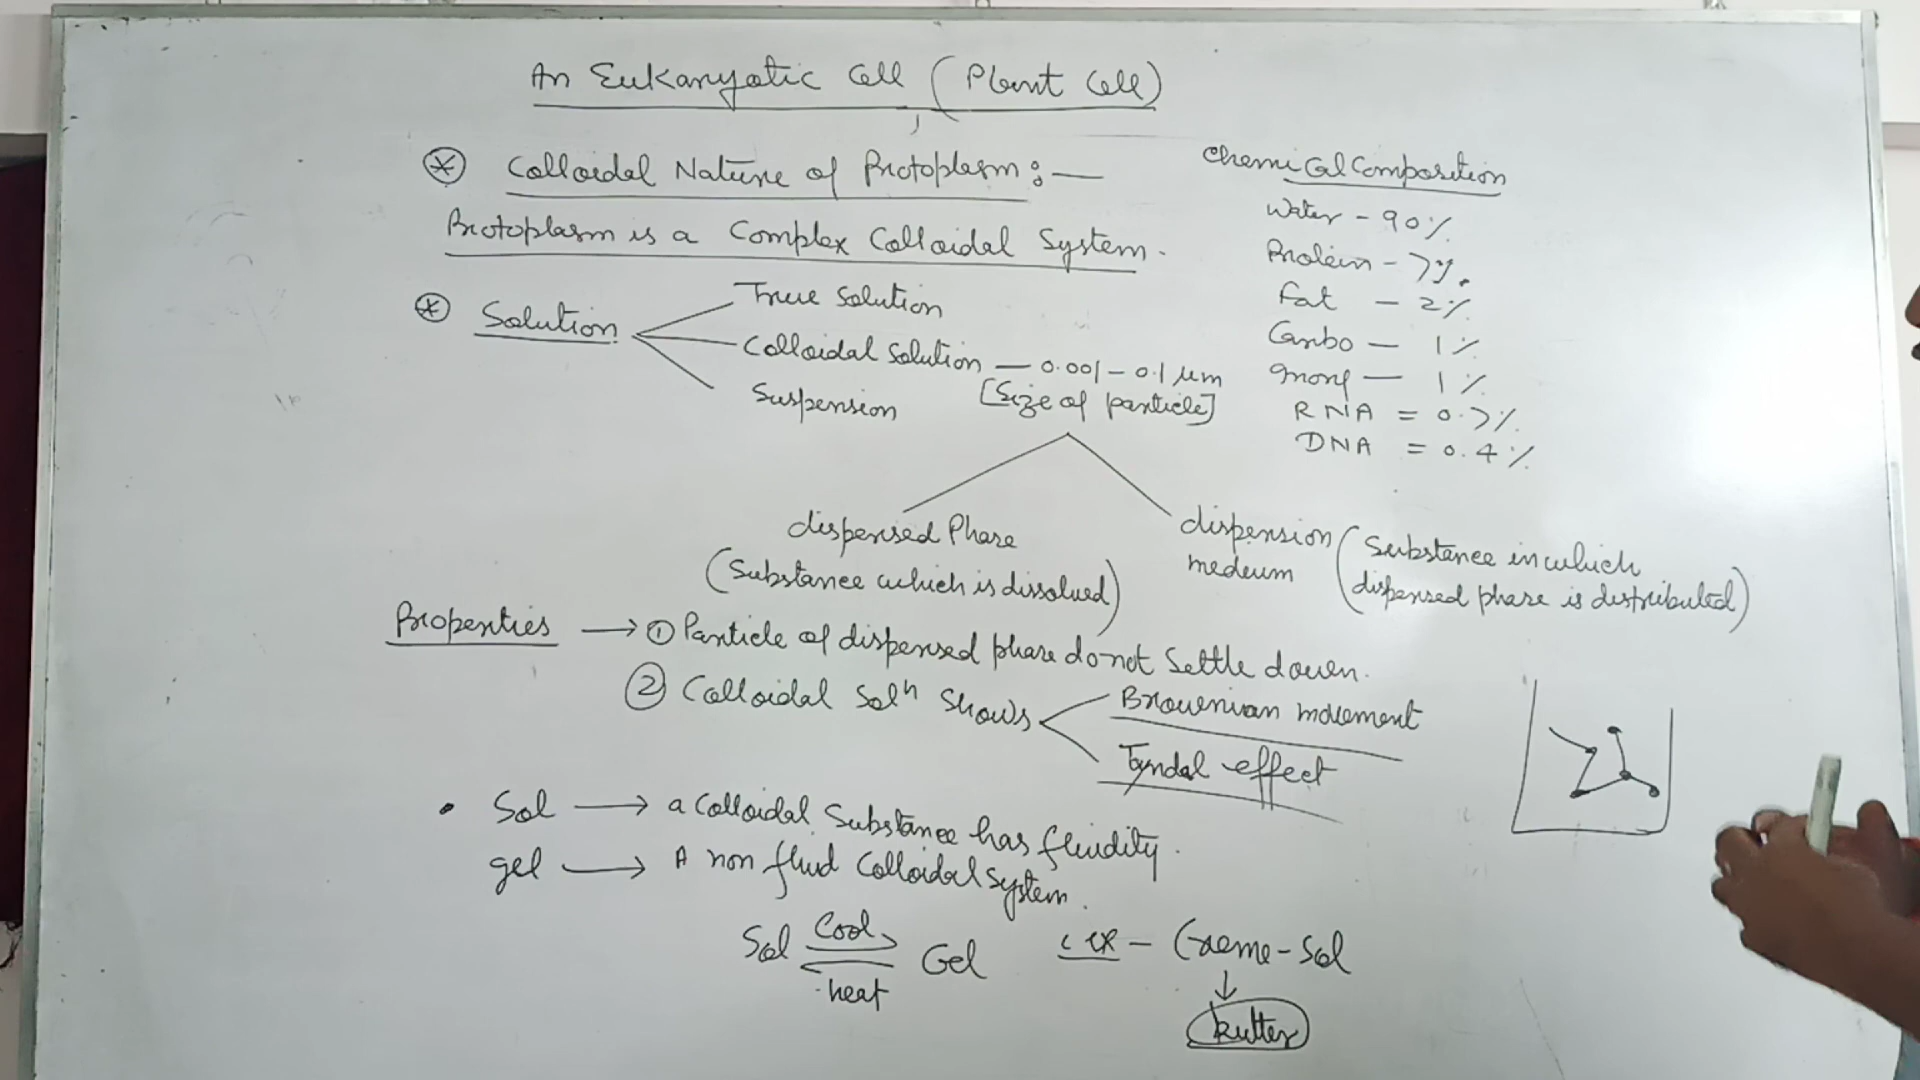 An Eukaryotic Cell (Plant Cell)
Colloidal Nature of Protoplasm :—
Protoplasm is a Complex Colloidal System.
Solution
True Solution
Colloidal Solution — 0.001 – 0.1 µm
[Size of particle]
Suspension
Chemical Composition
Water – 90%
Protein – 7%.
Fat – 2%
Carbo — 1%
Inorg — 1%
RNA = 0.7%
DNA = 0.4%
dispersed Phase
(Substance which is dissolved)
dispersion medium (Substance in which
dispersed phase is distributed)
Properties → ① Particle of dispersed phase do not Settle down.
② Colloidal Solⁿ Shows
Brownian movement
Tyndal effect
• Sol → a Colloidal Substance has fluidity.
gel → A non fluid Colloidal System.
Sol Cool Gel
heat
ex – Creme – Sol
↓
butter